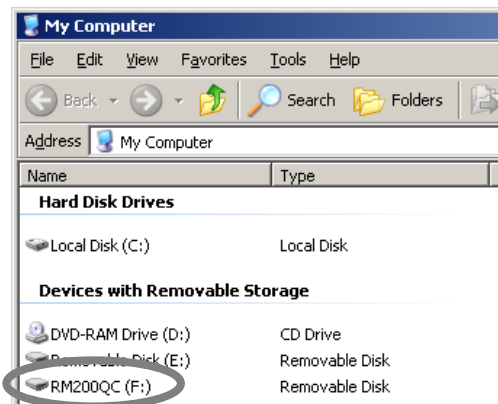 My Computer
File Edit View Favorites Tools Help
Back Search Folders
Address My Computer
Name Type
Hard Disk Drives
Local Disk (C:) Local Disk
Devices with Removable Storage
DVD-RAM Drive (D:) CD Drive
Removable Disk (E:) Removable Disk
RM200QC (F:) Removable Disk